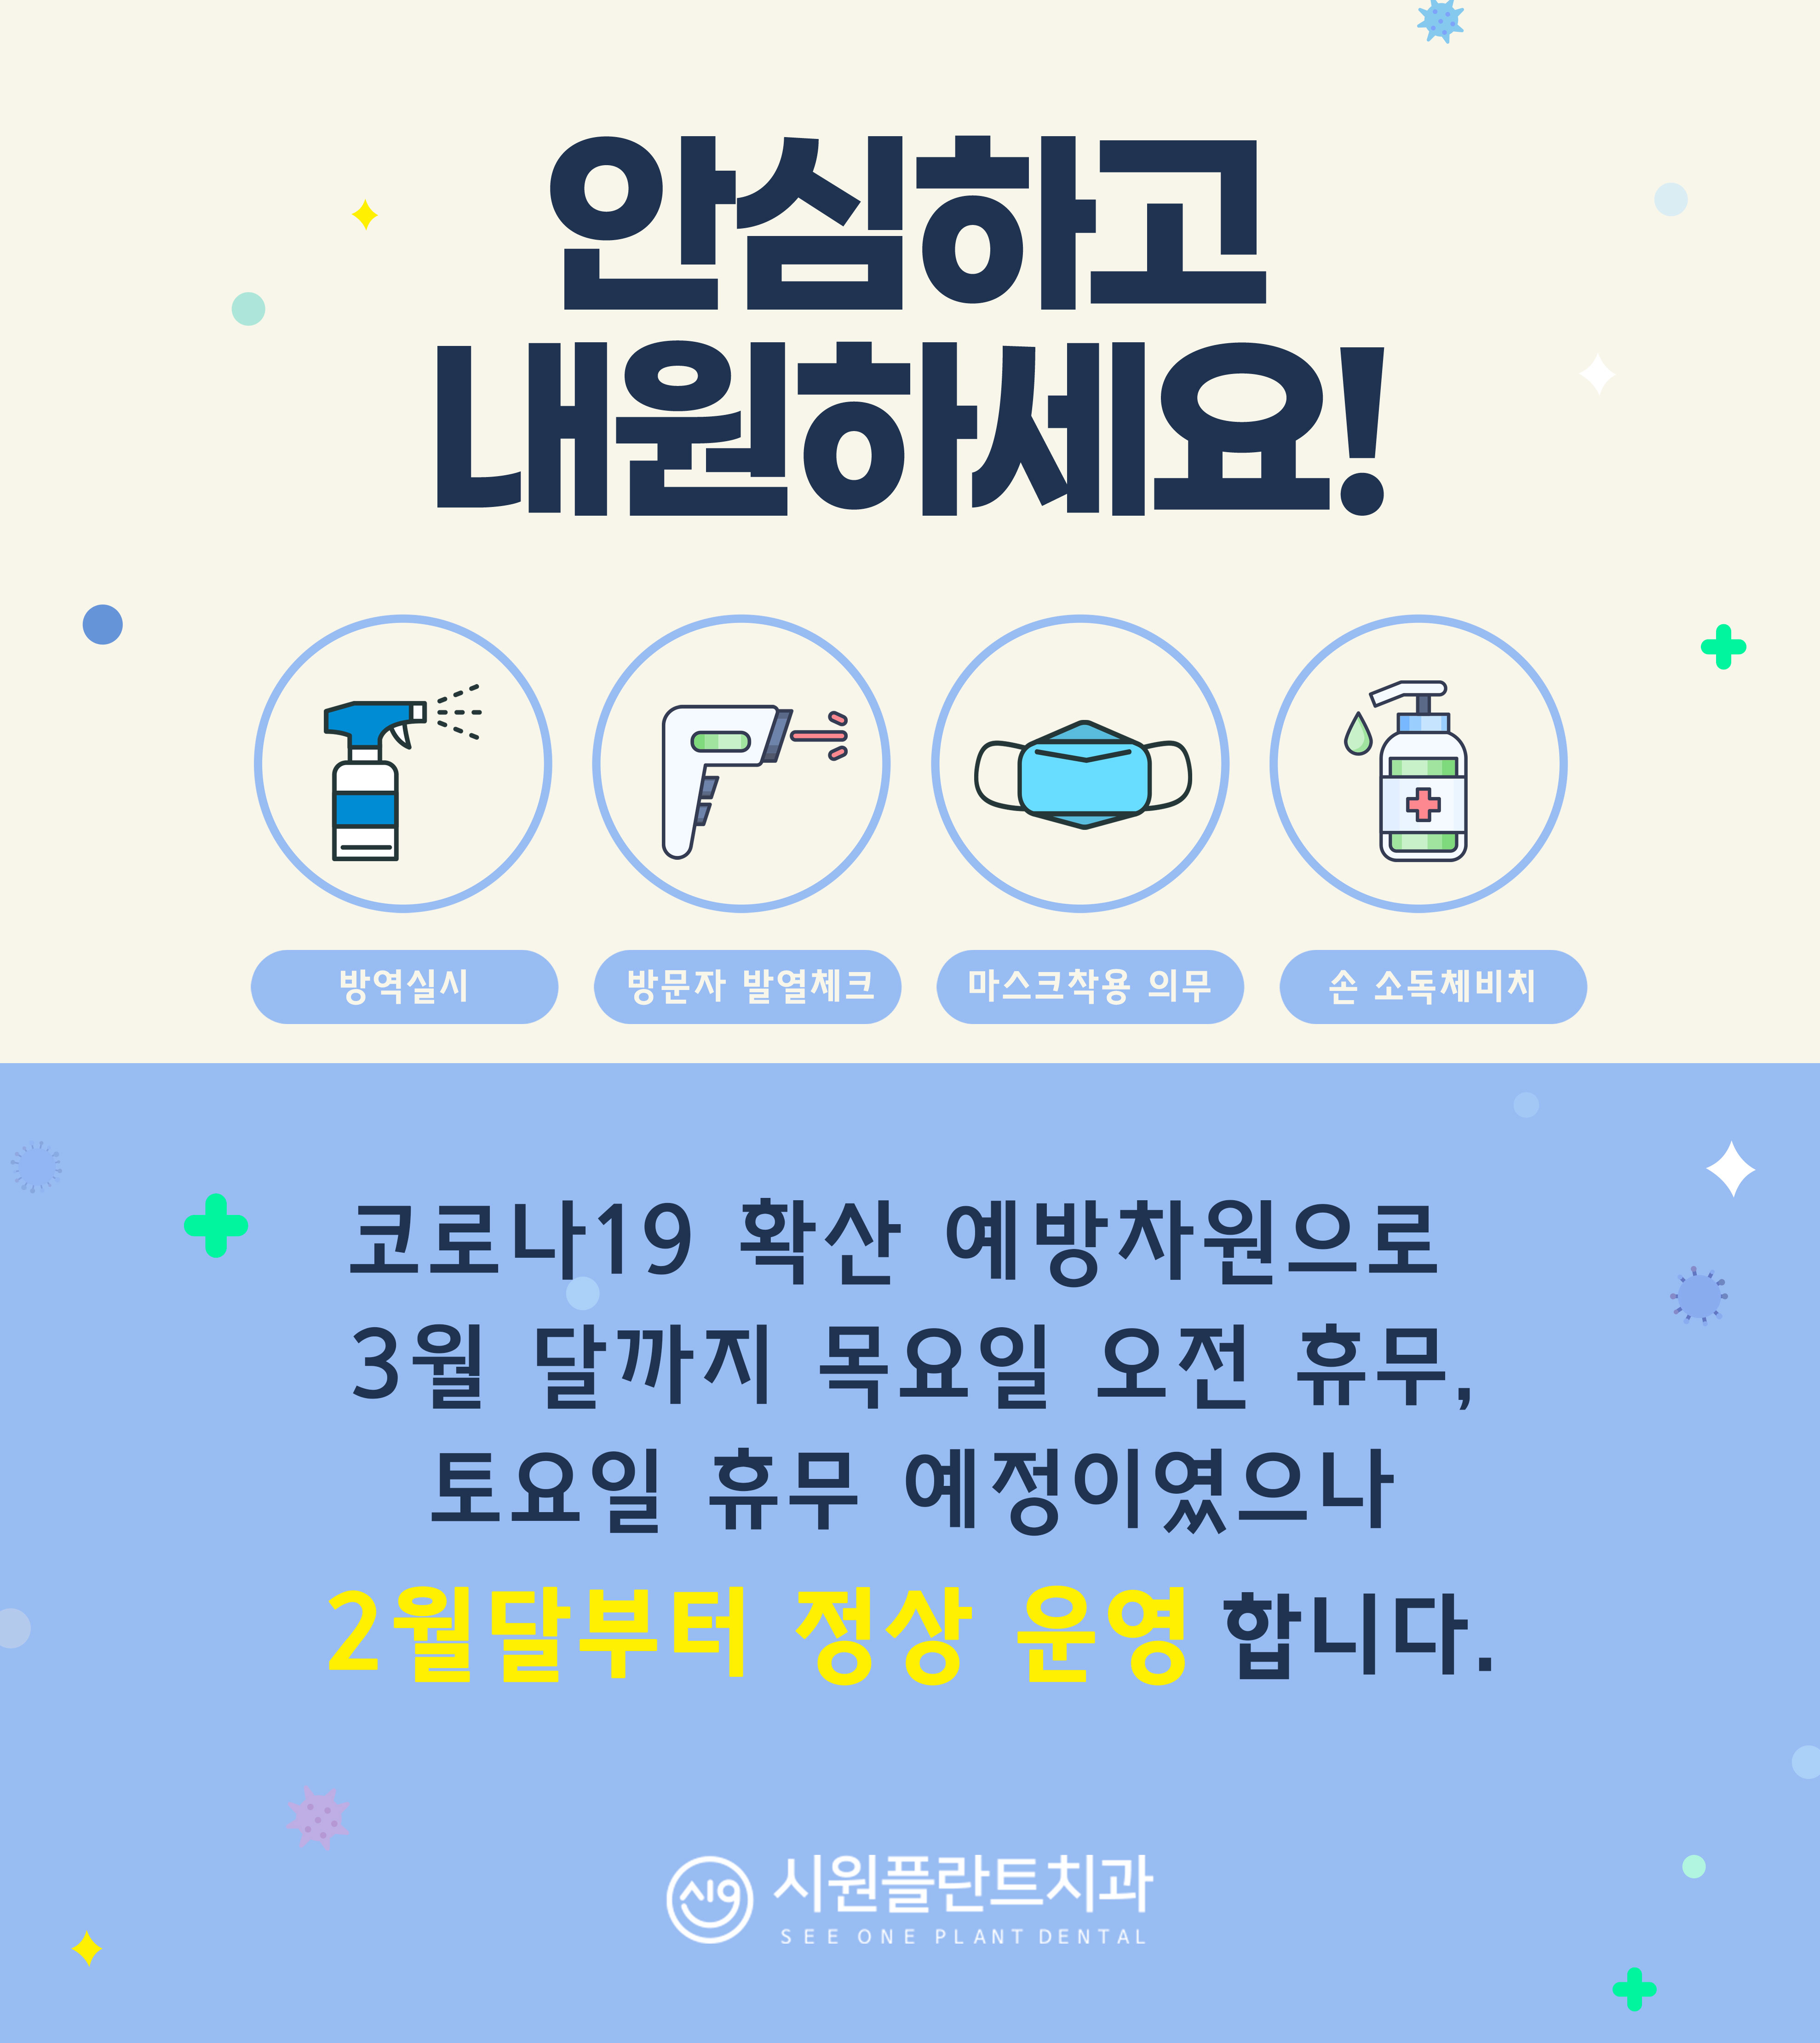 안심하고
내원하세요!
방역실시
방문자 발열체크
마스크착용 의무
손 소독체비치
코로나19 확산 예방차원으로
3월 달까지 목요일 오전 휴무,
토요일 휴무 예정이였으나
2월달부터 정상 운영 합니다.
시원플란트치과
SEE ONE PLANT DENTAL